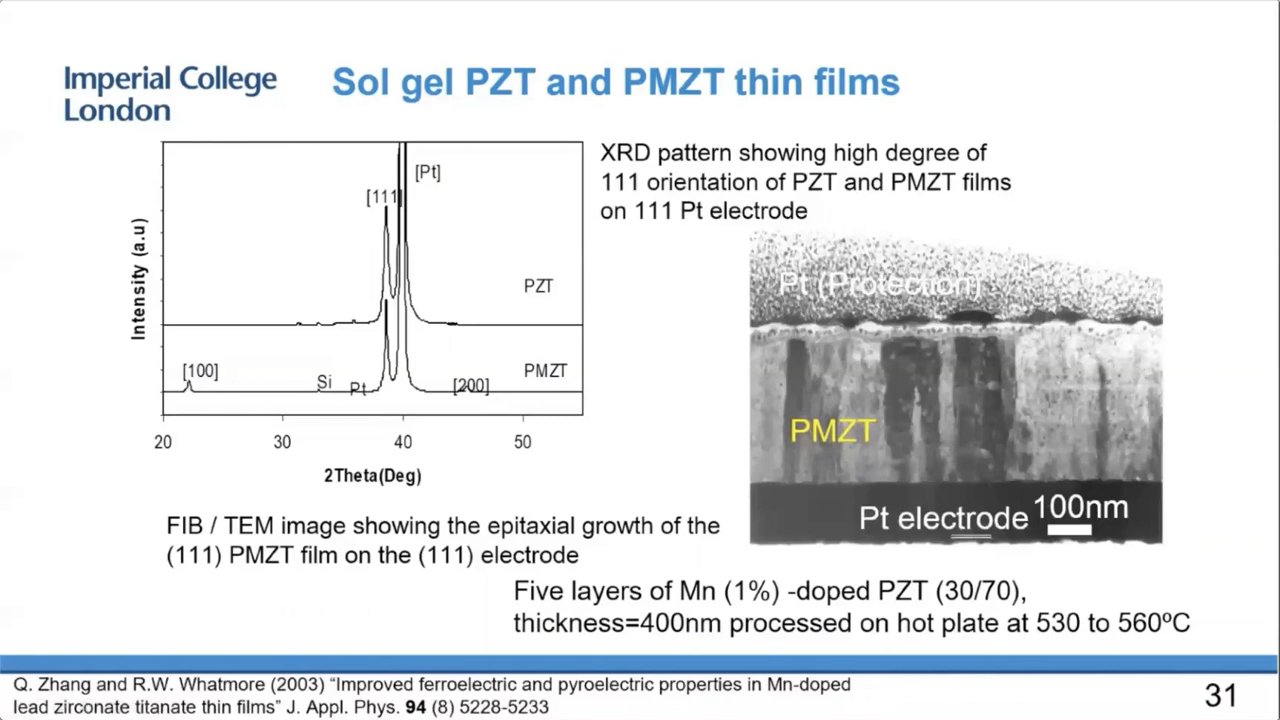 Imperial College
London
Sol gel PZT and PMZT thin films
Intensity (a.u)
[111]
[Pt]
PZT
[100]
Si
Pt
[200]
PMZT
20
30
40
50
2Theta(Deg)
XRD pattern showing high degree of
111 orientation of PZT and PMZT films
on 111 Pt electrode
Pt (Protection)
PMZT
Pt electrode
100nm
FIB / TEM image showing the epitaxial growth of the
(111) PMZT film on the (111) electrode
Five layers of Mn (1%) -doped PZT (30/70),
thickness=400nm processed on hot plate at 530 to 560ºC
Q. Zhang and R.W. Whatmore (2003) “Improved ferroelectric and pyroelectric properties in Mn-doped
lead zirconate titanate thin films” J. Appl. Phys. 94 (8) 5228-5233
31